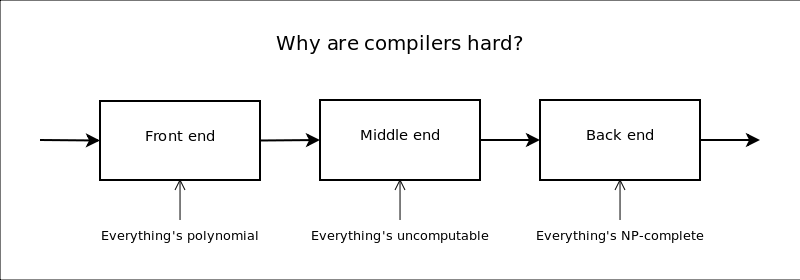 Why are compilers hard?
Front end
Middle end
Back end
Everything's polynomial
Everything's uncomputable
Everything's NP-complete